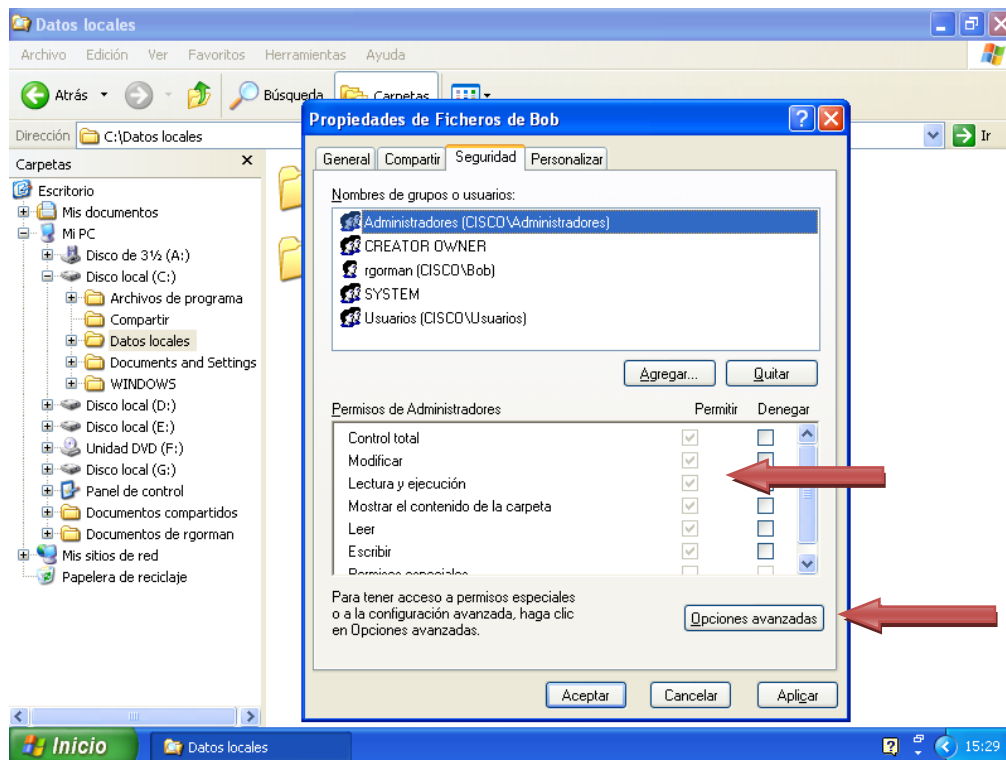 Datos locales
Archivo Edición Ver Favoritos Herramientas Ayuda
Atrás Búsqueda Carpetas
Dirección C:\Datos locales Ir
Carpetas
Escritorio
Mis documentos
Mi PC
Disco de 3½ (A:)
Disco local (C:)
Archivos de programa
Compartir
Datos locales
Documents and Settings
WINDOWS
Disco local (D:)
Disco local (E:)
Unidad DVD (F:)
Disco local (G:)
Panel de control
Documentos compartidos
Documentos de rgorman
Mis sitios de red
Papelera de reciclaje
Propiedades de Ficheros de Bob
General Compartir Seguridad Personalizar
Nombres de grupos o usuarios:
Administradores (CISCO\Administradores)
CREATOR OWNER
rgorman (CISCO\Bob)
SYSTEM
Usuarios (CISCO\Usuarios)
Agregar... Quitar
Permisos de Administradores Permitir Denegar
Control total
Modificar
Lectura y ejecución
Mostrar el contenido de la carpeta
Leer
Escribir
Permisos especiales
Para tener acceso a permisos especiales
o a la configuración avanzada, haga clic
en Opciones avanzadas.
Opciones avanzadas
Aceptar Cancelar Aplicar
Inicio Datos locales 15:29